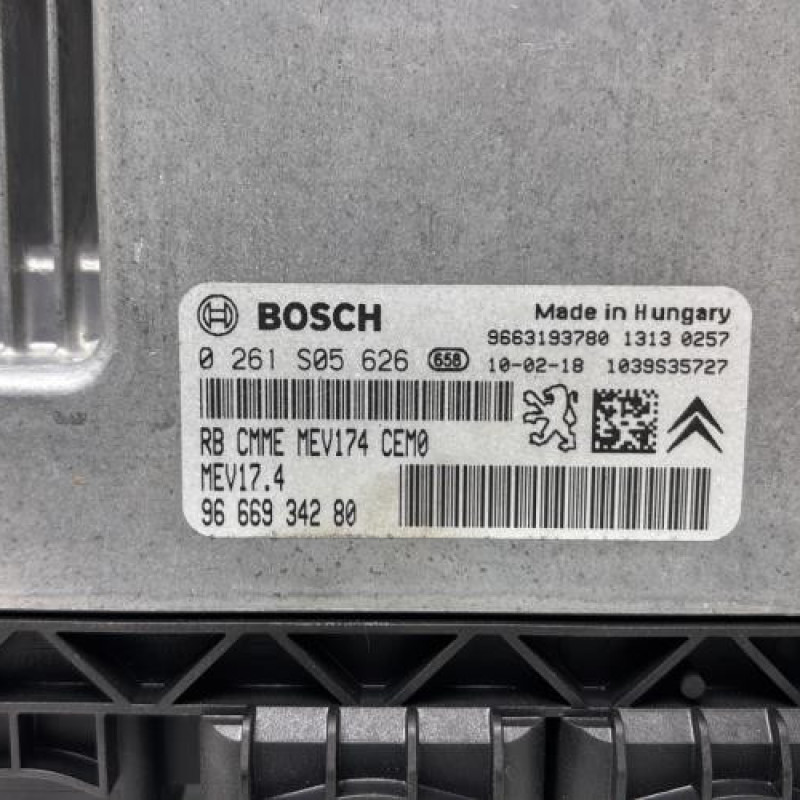 BOSCH
Made in Hungary
9663193780 1313 0257
0 261 S05 626 658
10-02-18 1039S35727
RB CMME MEV174 CEM0
MEV17.4
96 669 342 80